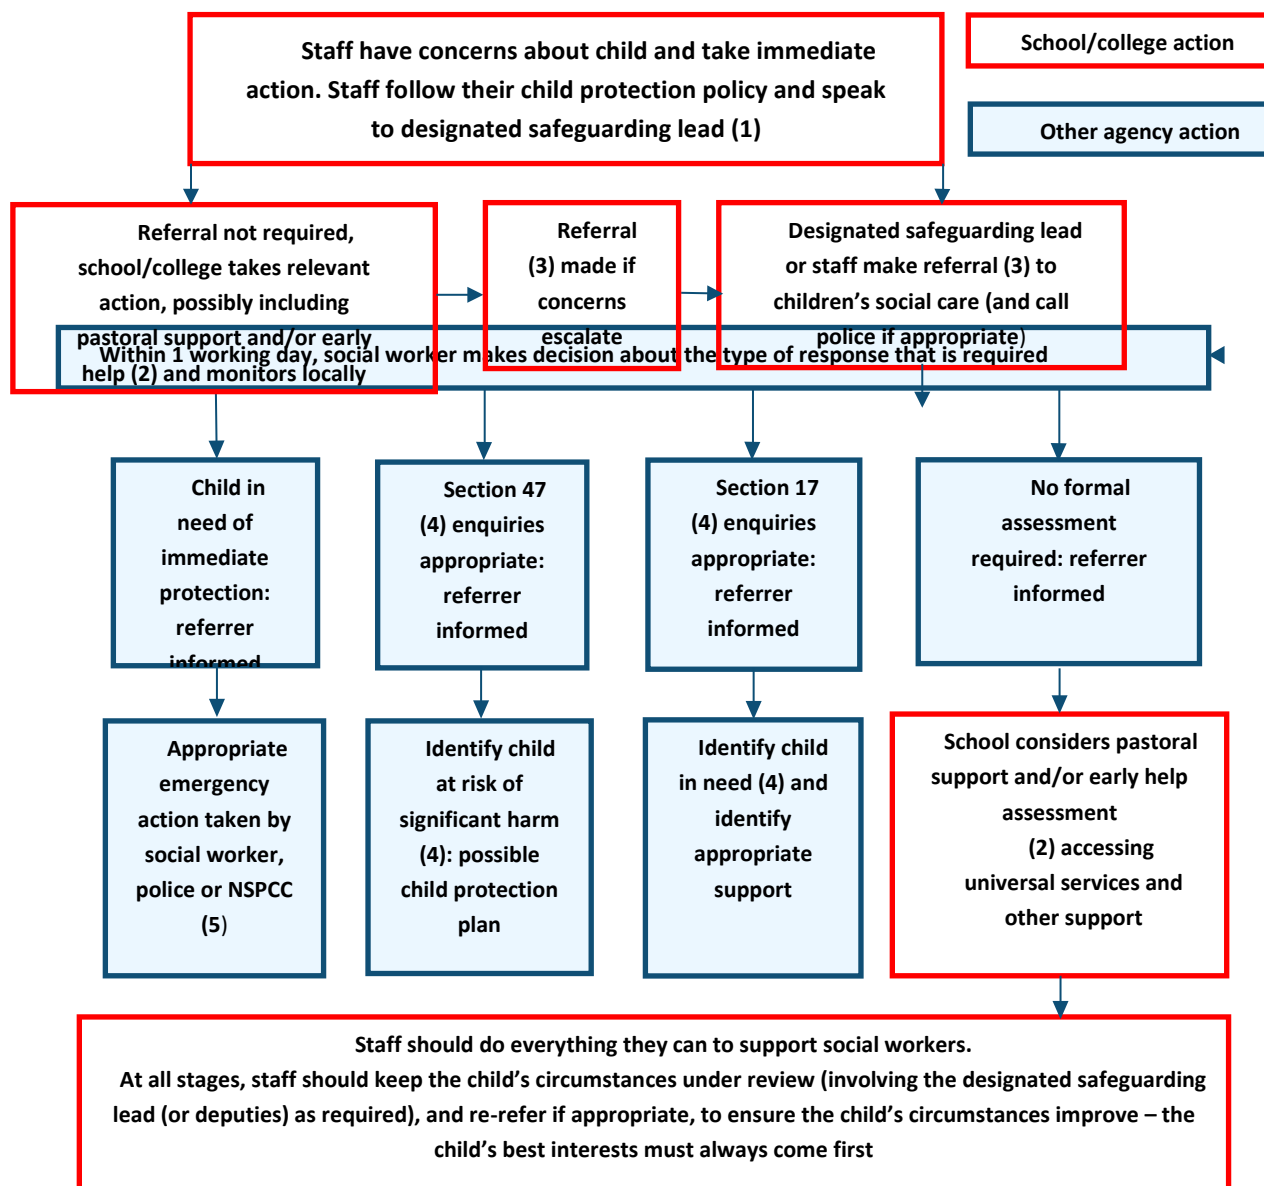 Staff have concerns about child and take immediate
action. Staff follow their child protection policy and speak
to designated safeguarding lead (1)
School/college action
Other agency action
Referral not required,
school/college takes relevant
action, possibly including
pastoral support and/or early
help (2) and monitors locally
Referral
(3) made if
concerns
escalate
Designated safeguarding lead
or staff make referral (3) to
children’s social care (and call
police if appropriate)
Within 1 working day, social worker makes decision about the type of response that is required
Child in
need of
immediate
protection:
referrer
informed
Section 47
(4) enquiries
appropriate:
referrer
informed
Section 17
(4) enquiries
appropriate:
referrer
informed
No formal
assessment
required: referrer
informed
Appropriate
emergency
action taken by
social worker,
police or NSPCC
(5)
Identify child
at risk of
significant harm
(4): possible
child protection
plan
Identify child
in need (4) and
identify
appropriate
support
School considers pastoral
support and/or early help
assessment
(2) accessing
universal services and
other support
Staff should do everything they can to support social workers.
At all stages, staff should keep the child’s circumstances under review (involving the designated safeguarding
lead (or deputies) as required), and re-refer if appropriate, to ensure the child’s circumstances improve – the
child’s best interests must always come first